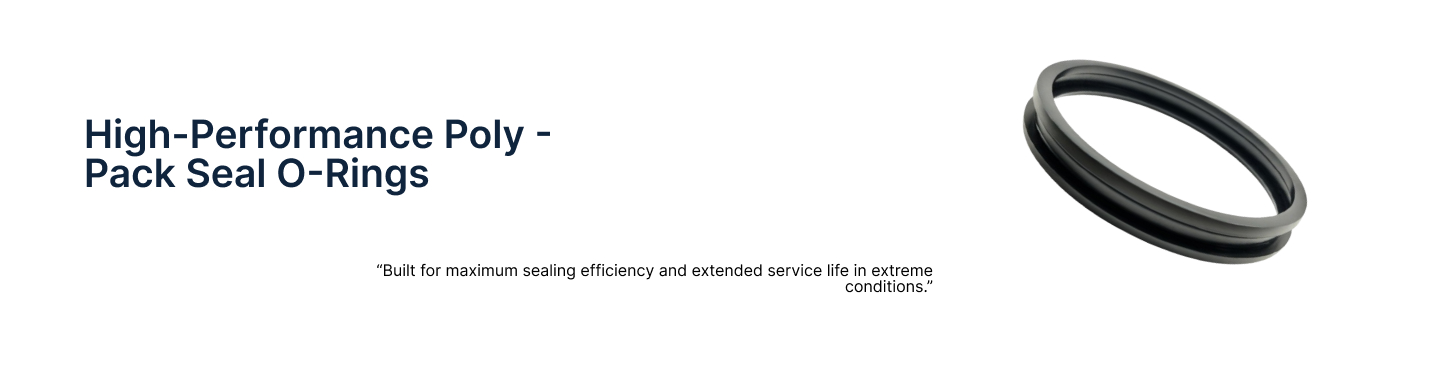 High-Performance Poly -
Pack Seal O-Rings
“Built for maximum sealing efficiency and extended service life in extreme
conditions.”